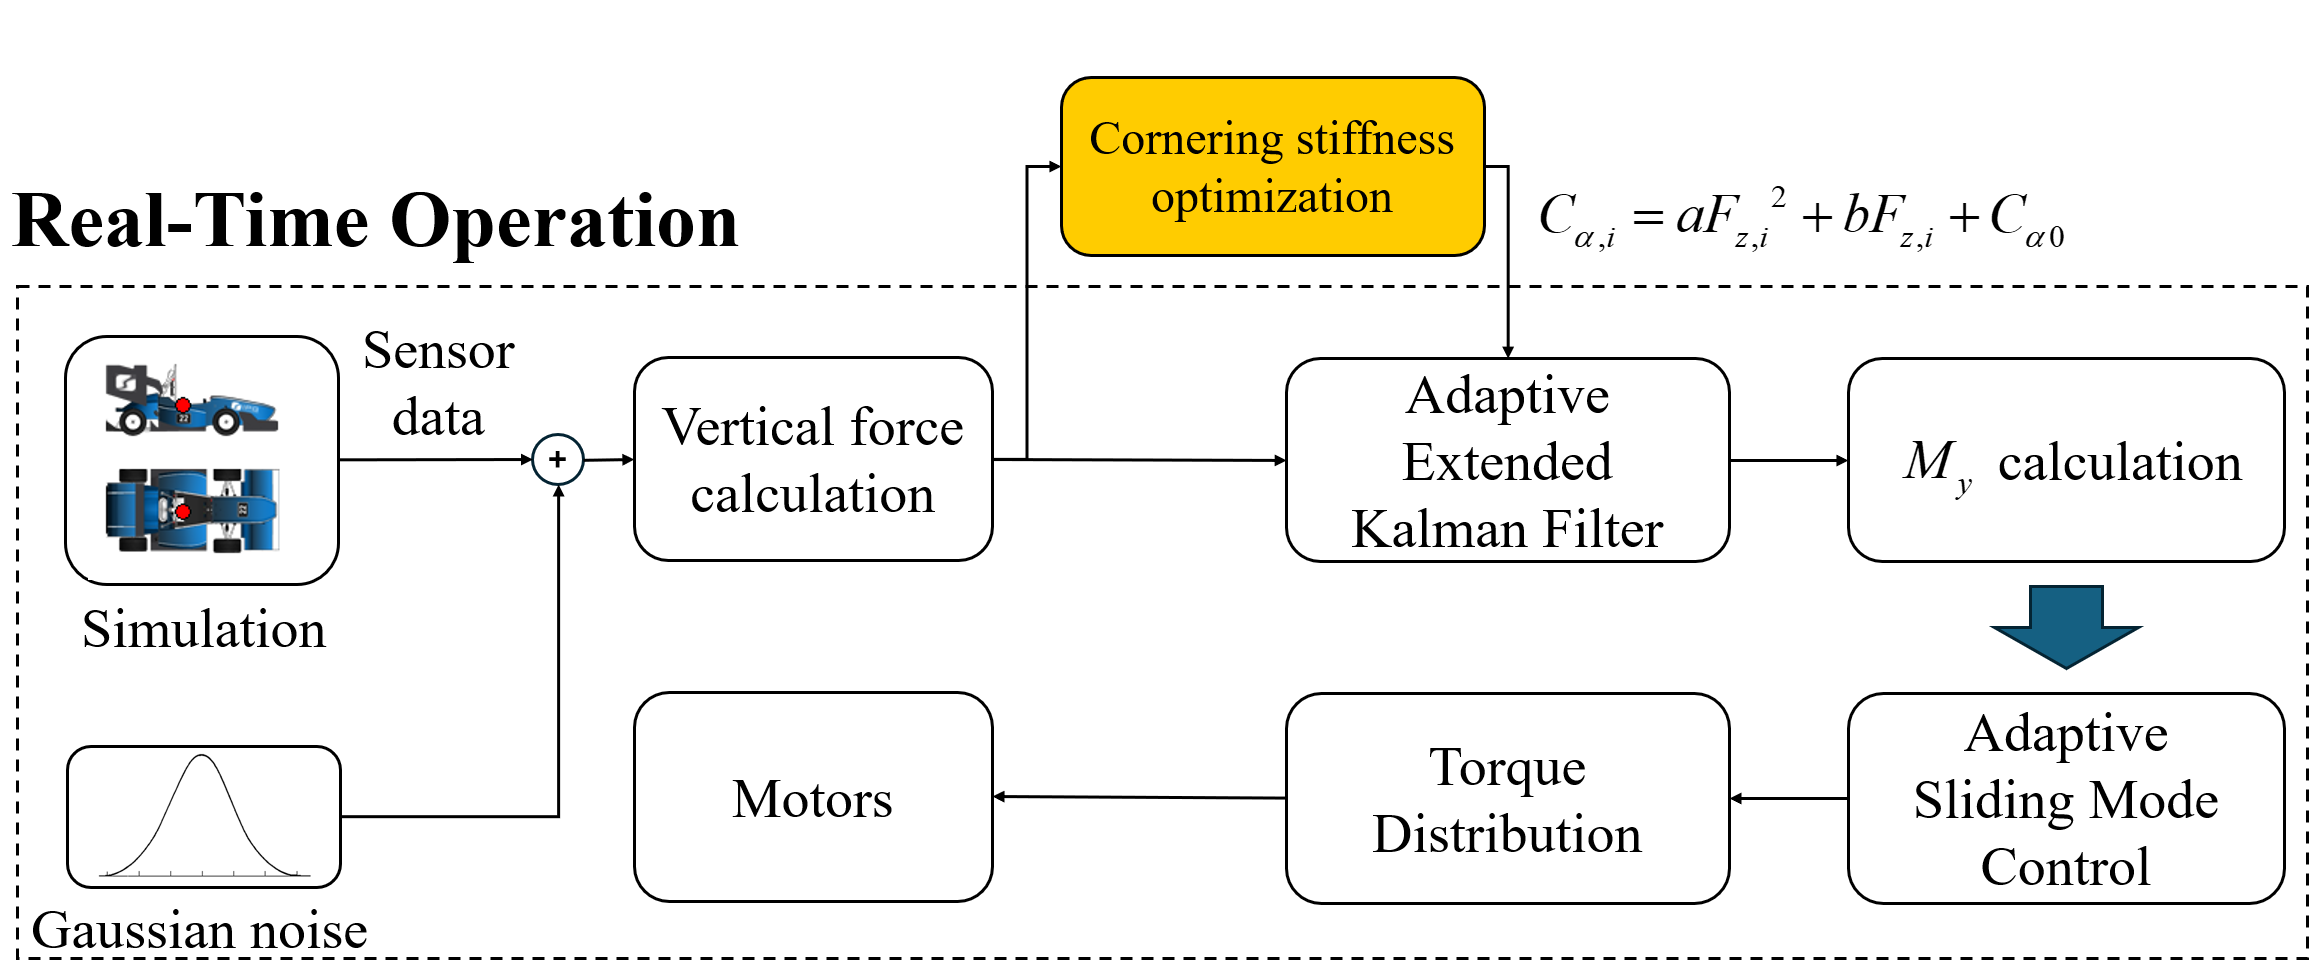 Cornering stiffness
optimization
Real-Time Operation
C_{α,i} = aF_{z,i}^2 + bF_{z,i} + C_{α0}
Sensor
data
+
Simulation
Vertical force
calculation
Adaptive
Extended
Kalman Filter
M_y calculation
Gaussian noise
Motors
Torque
Distribution
Adaptive
Sliding Mode
Control